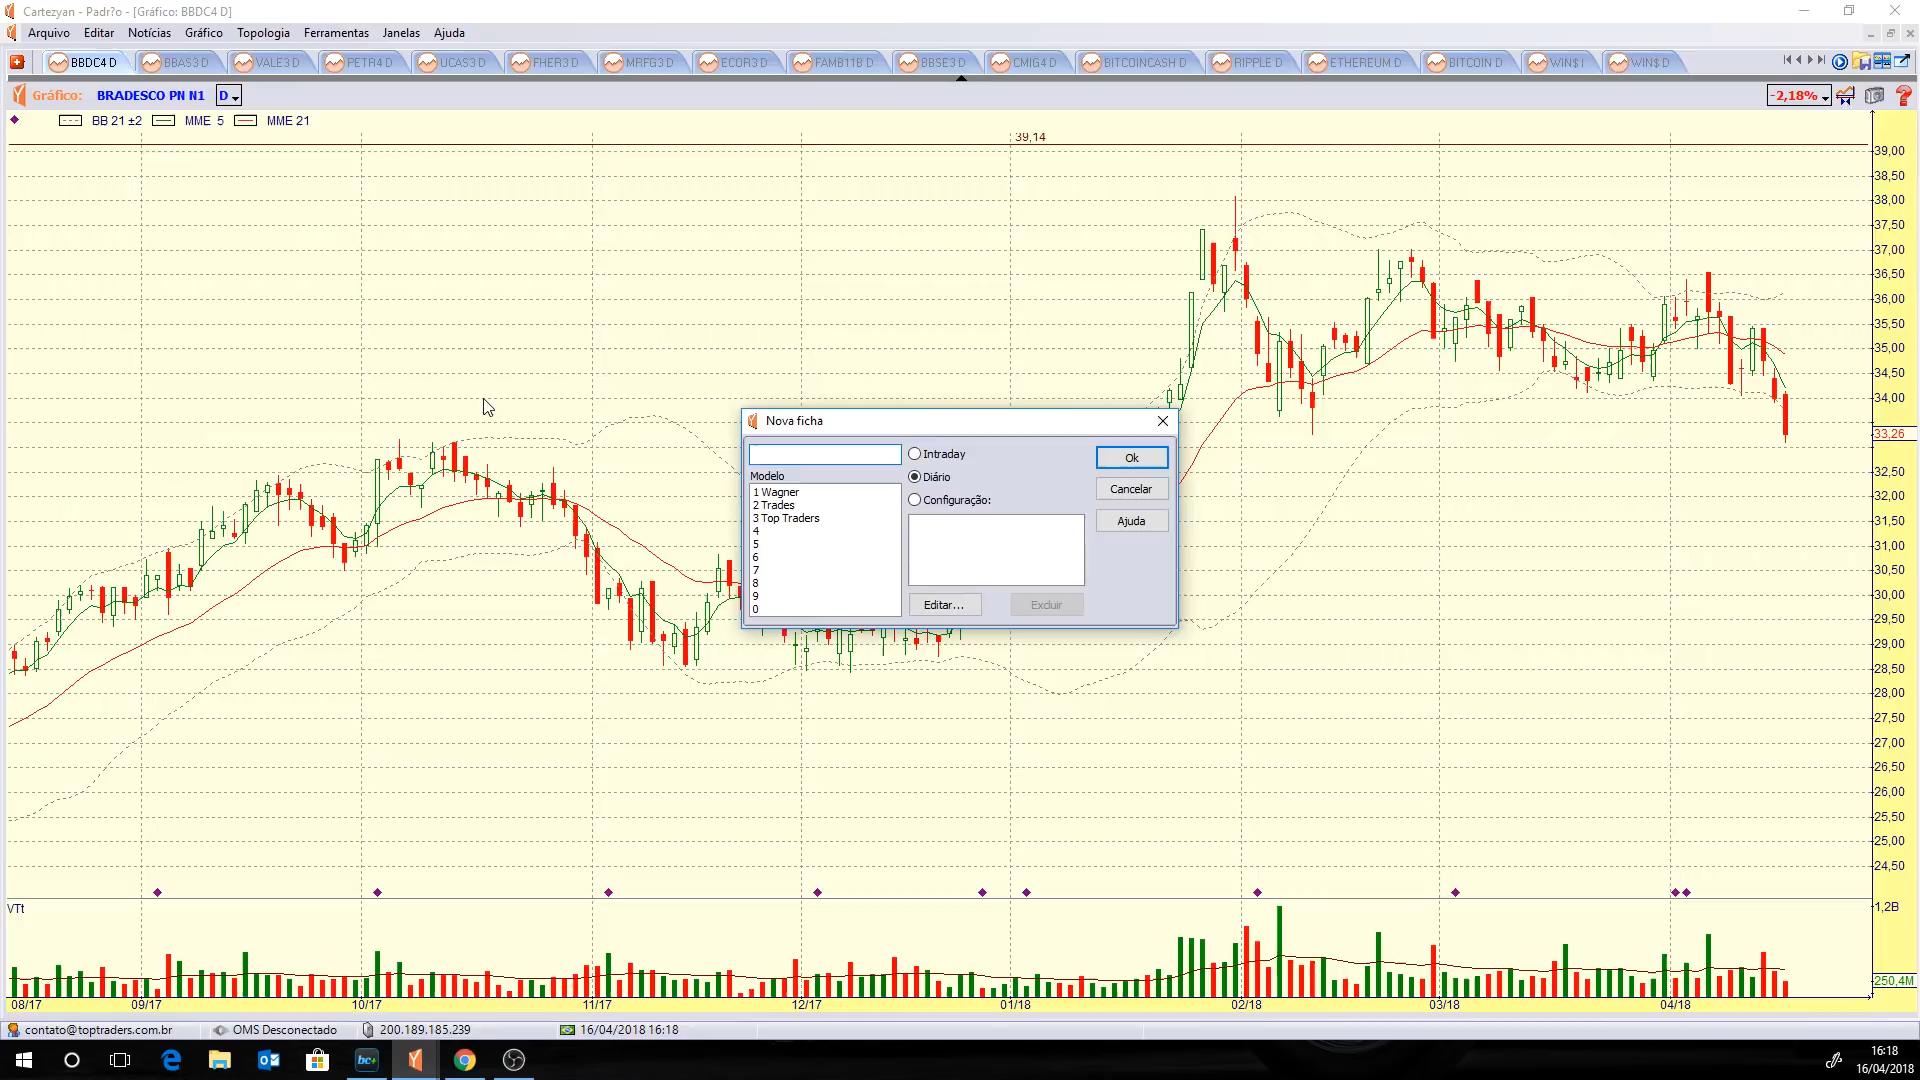 Cartezyan - Padr?o - [Gráfico: BBDC4 D]
Arquivo Editar Notícias Gráfico Topologia Ferramentas Janelas Ajuda
BBDC4 D BBAS3 D VALE3 D PETR4 D UCAS3 D FHER3 D MRFG3 D ECOR3 D FAMB11B D BBSE3 D CMIG4 D BITCOINCASH D RIPPLE D ETHEREUM D BITCOIN D WIN$ I WIN$ D
Gráfico: BRADESCO PN N1 D -2,18%
BB 21 ±2 MME 5 MME 21
39,14
39,00
38,50
38,00
37,50
37,00
36,50
36,00
35,50
35,00
34,50
34,00
33,26
32,50
32,00
31,50
31,00
30,50
30,00
29,50
29,00
28,50
28,00
27,50
27,00
26,50
26,00
25,50
25,00
24,50
Nova ficha
Intraday
Diário
Configuração:
Modelo
1 Wagner
2 Trades
3 Top Traders
4
5
6
7
8
9
0
Ok
Cancelar
Ajuda
Editar...
Excluir
VTt
1,2B
250,4M
08/17 09/17 10/17 11/17 12/17 01/18 02/18 03/18 04/18
contato@toptraders.com.br OMS Desconectado 200.189.185.239 16/04/2018 16:18
bc+
16:18
16/04/2018